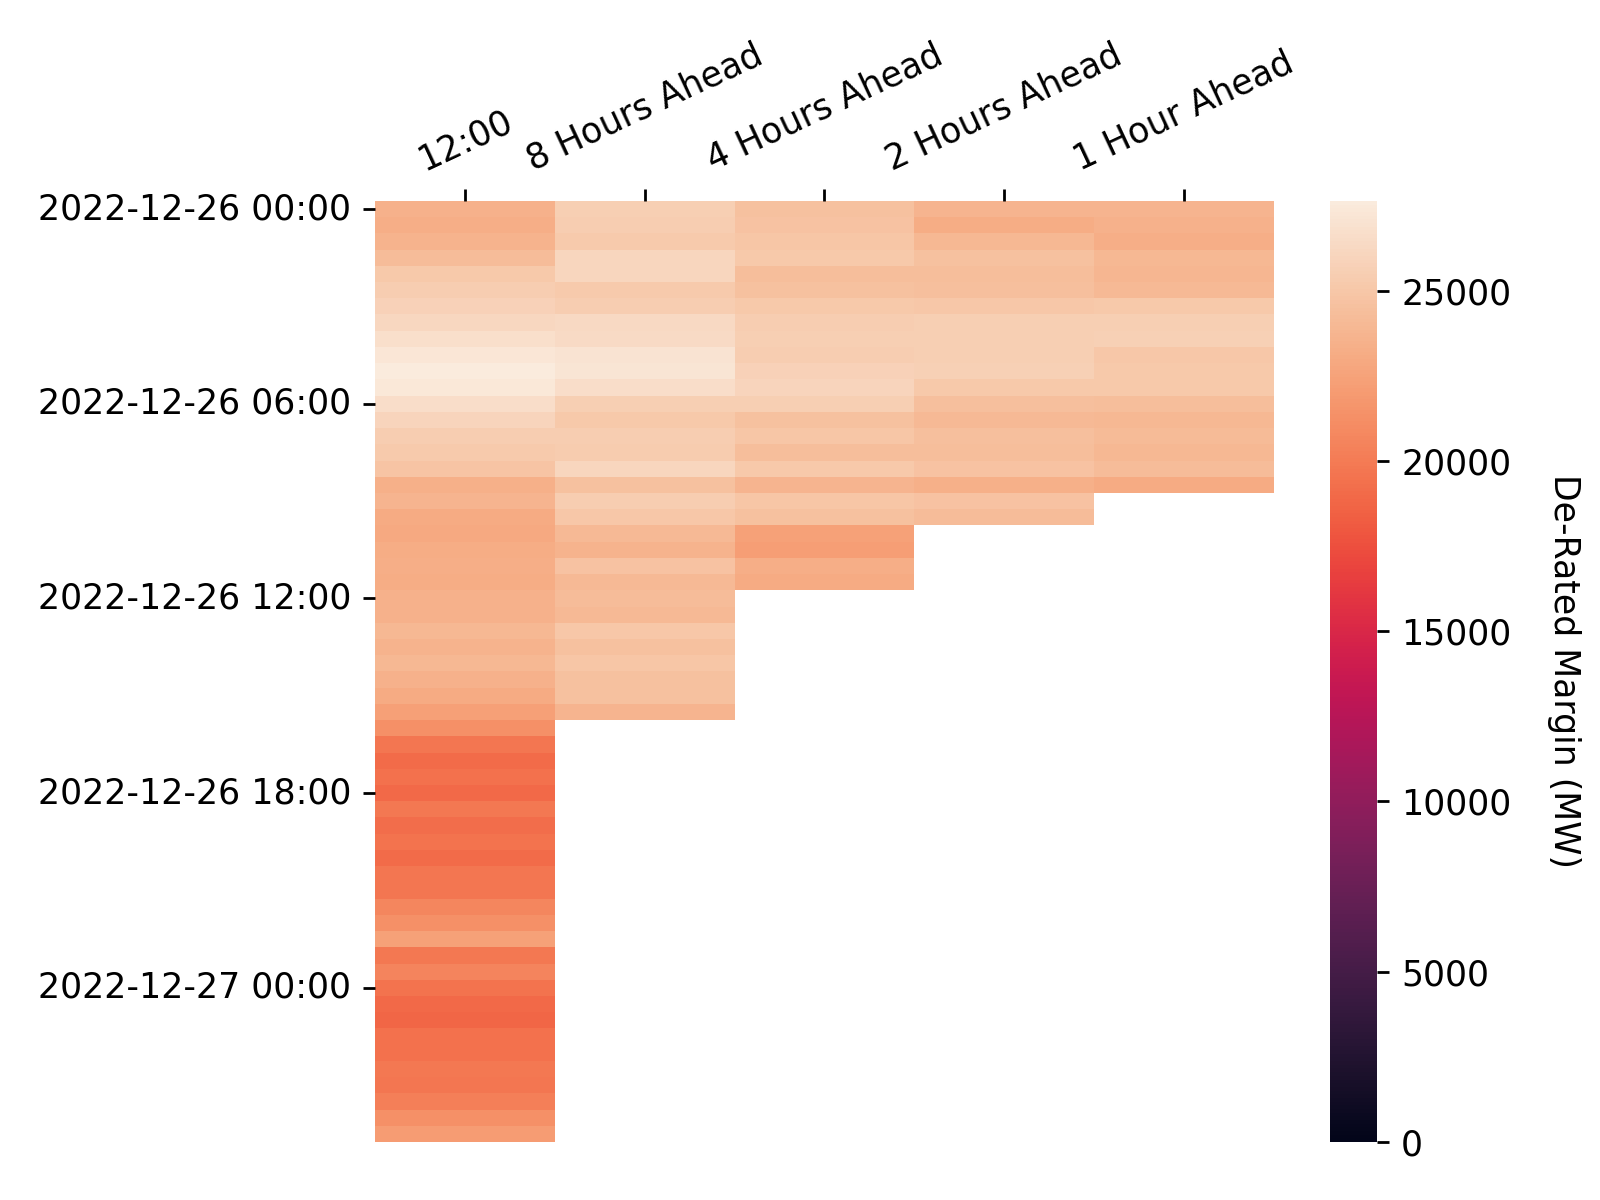 12:00
8 Hours Ahead
4 Hours Ahead
2 Hours Ahead
1 Hour Ahead
2022-12-26 00:00
2022-12-26 06:00
2022-12-26 12:00
2022-12-26 18:00
2022-12-27 00:00
25000
20000
15000
10000
5000
0
De-Rated Margin (MW)